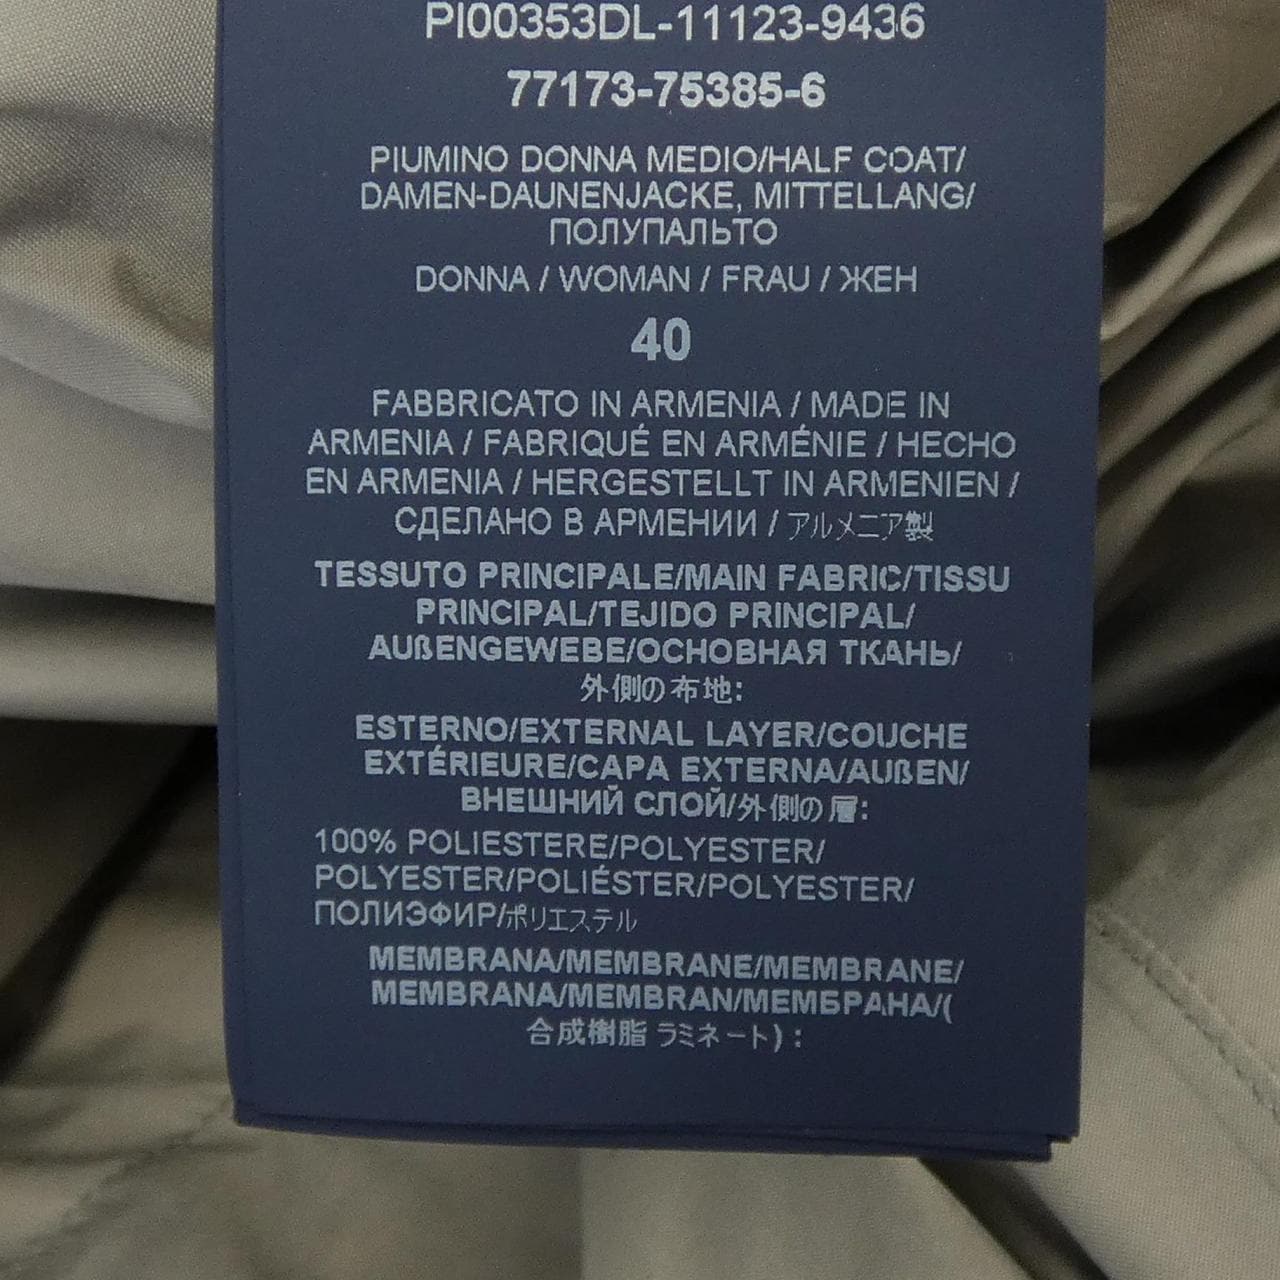 PI00353DL-11123-9436
77173-75385-6
PIUMINO DONNA MEDIO/HALF COAT/
DAMEN-DAUNENJACKE, MITTELLANG/
ПОЛУПАЛЬТО
DONNA / WOMAN / FRAU / ЖЕН
40
FABBRICATO IN ARMENIA / MADE IN
ARMENIA / FABRIQUÉ EN ARMÉNIE / HECHO
EN ARMENIA / HERGESTELLT IN ARMENIEN /
СДЕЛАНО В АРМЕНИИ / アルメニア製
TESSUTO PRINCIPALE/MAIN FABRIC/TISSU
PRINCIPAL/TEJIDO PRINCIPAL/
AUßENGEWEBE/ОСНОВНАЯ ТКАНЬ/
外側の布地:
ESTERNO/EXTERNAL LAYER/COUCHE
EXTÉRIEURE/CAPA EXTERNA/AUßEN/
ВНЕШНИЙ СЛОЙ/外側の層:
100% POLIESTERE/POLYESTER/
POLYESTER/POLIÉSTER/POLYESTER/
ПОЛИЭФИР/ポリエステル
MEMBRANA/MEMBRANE/MEMBRANE/
MEMBRANA/MEMBRAN/МЕМБРАНА/(
合成樹脂 ラミネート) :